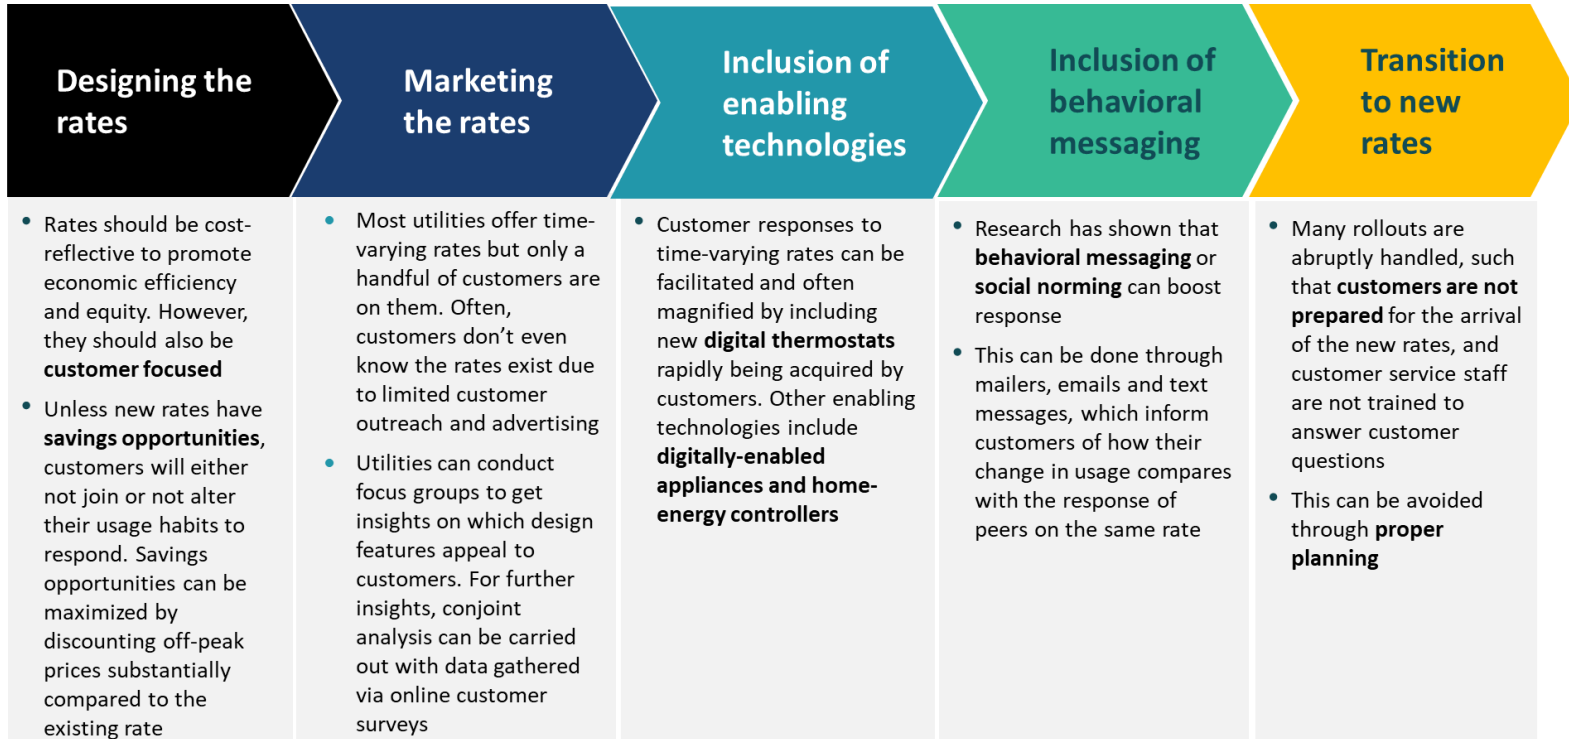 Designing the
rates
Marketing
the rates
Inclusion of
enabling
technologies
Inclusion of
behavioral
messaging
Transition
to new
rates
• Rates should be cost-
reflective to promote
economic efficiency
and equity. However,
they should also be
customer focused
• Unless new rates have
savings opportunities,
customers will either
not join or not alter
their usage habits to
respond. Savings
opportunities can be
maximized by
discounting off-peak
prices substantially
compared to the
existing rate
• Most utilities offer time-
varying rates but only a
handful of customers are
on them. Often,
customers don’t even
know the rates exist due
to limited customer
outreach and advertising
• Utilities can conduct
focus groups to get
insights on which design
features appeal to
customers. For further
insights, conjoint
analysis can be carried
out with data gathered
via online customer
surveys
• Customer responses to
time-varying rates can be
facilitated and often
magnified by including
new digital thermostats
rapidly being acquired by
customers. Other enabling
technologies include
digitally-enabled
appliances and home-
energy controllers
• Research has shown that
behavioral messaging or
social norming can boost
response
• This can be done through
mailers, emails and text
messages, which inform
customers of how their
change in usage compares
with the response of
peers on the same rate
• Many rollouts are
abruptly handled, such
that customers are not
prepared for the arrival
of the new rates, and
customer service staff
are not trained to
answer customer
questions
• This can be avoided
through proper
planning